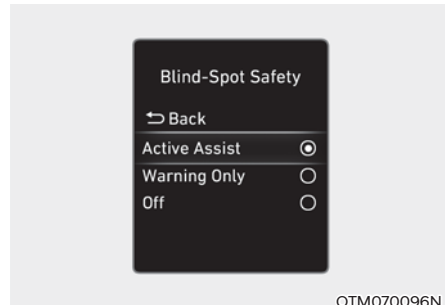 Blind-Spot Safety
Back
Active Assist
Warning Only
Off
OTM070096N